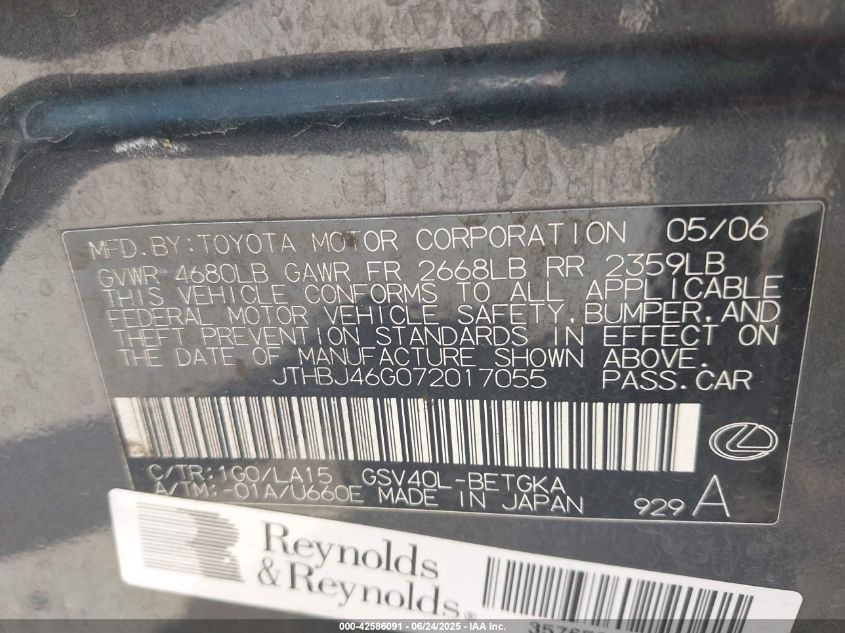 MFD.BY:TOYOTA MOTOR CORPORATION 05/06
GVWR 4680LB GAWR FR 2668LB RR 2359LB
THIS VEHICLE CONFORMS TO ALL APPLICABLE
FEDERAL MOTOR VEHICLE SAFETY,BUMPER,AND
THEFT PREVENTION STANDARDS IN EFFECT ON
THE DATE OF MANUFACTURE SHOWN ABOVE.
JTHBJ46G072017055 PASS.CAR
C/TR:1G0/LA15 GSV40L-BETGKA
A/TM:-01A/U660E MADE IN JAPAN
929 A
Reynolds
& Reynolds®
000-42586091 - 06/24/2025 - IAA Inc.